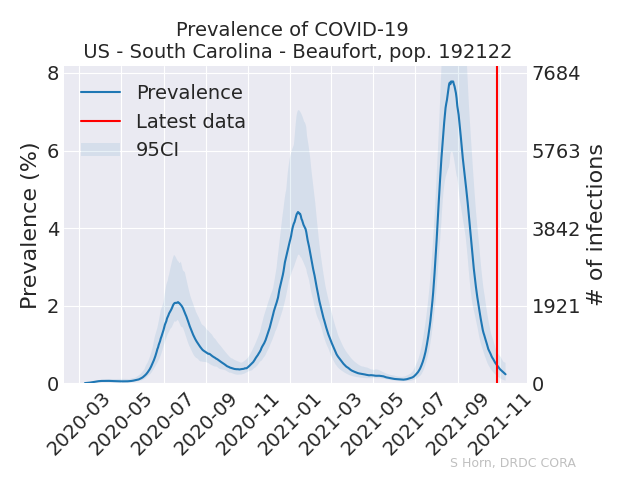 Prevalence of COVID-19
US - South Carolina - Beaufort, pop. 192122
Prevalence
Latest data
95CI
Prevalence (%)
8
6
4
2
0
7684
5763
3842
1921
0
# of infections
2020-03
2020-05
2020-07
2020-09
2020-11
2021-01
2021-03
2021-05
2021-07
2021-09
2021-11
S Horn, DRDC CORA